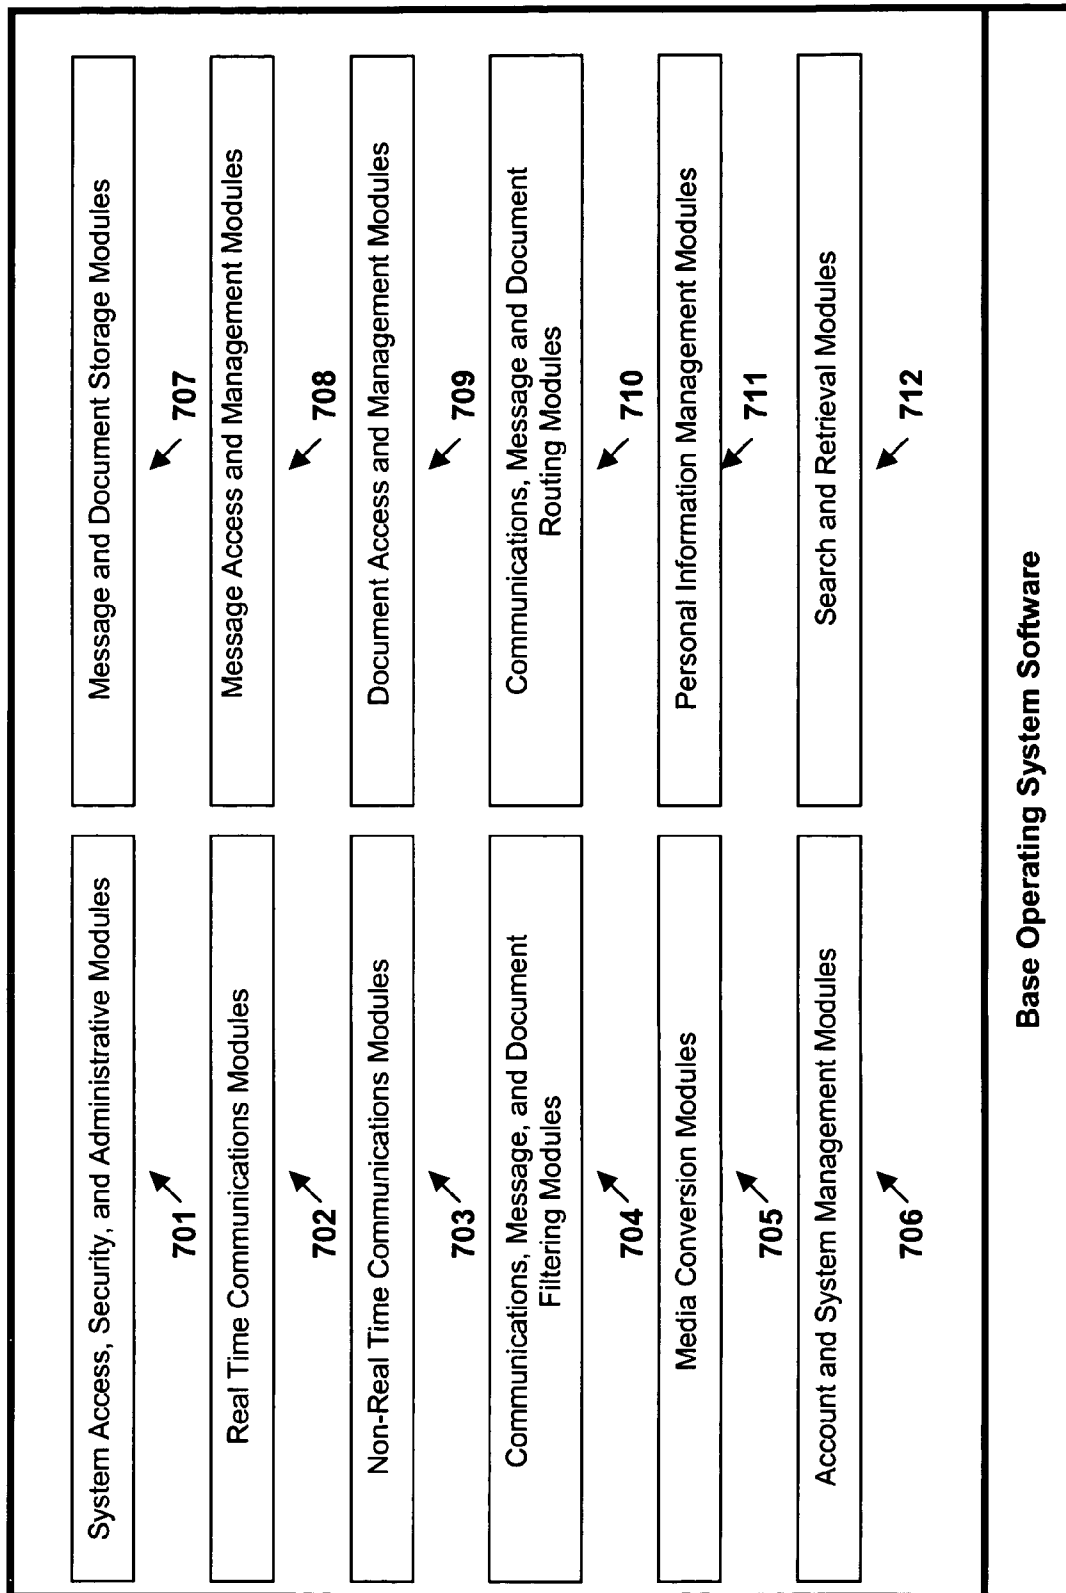 System Access, Security, and Administrative Modules
701
Real Time Communications Modules
702
Non-Real Time Communications Modules
703
Communications, Message, and Document
Filtering Modules
704
Media Conversion Modules
705
Account and System Management Modules
706
Message and Document Storage Modules
707
Message Access and Management Modules
708
Document Access and Management Modules
709
Communications, Message and Document
Routing Modules
710
Personal Information Management Modules
711
Search and Retrieval Modules
712
Base Operating System Software